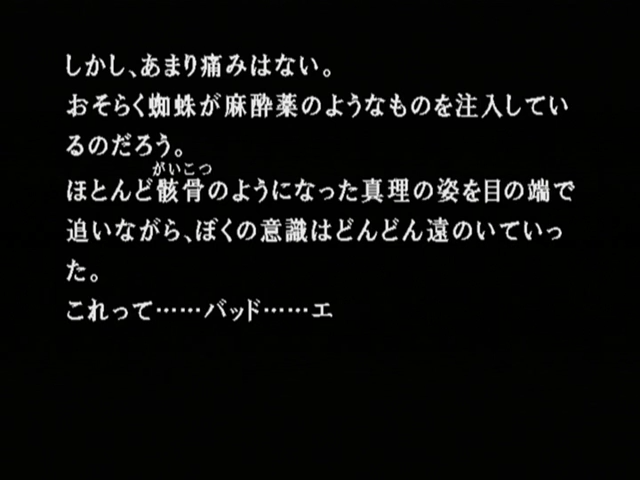 しかし、あまり痛みはない。
おそらく蜘蛛が麻酔薬のようなものを注入してい
るのだろう。
がいこつ
ほとんど骸骨のようになった真理の姿を目の端で
追いながら、ぼくの意識はどんどん遠のいていっ
た。
これって……バッド……エ